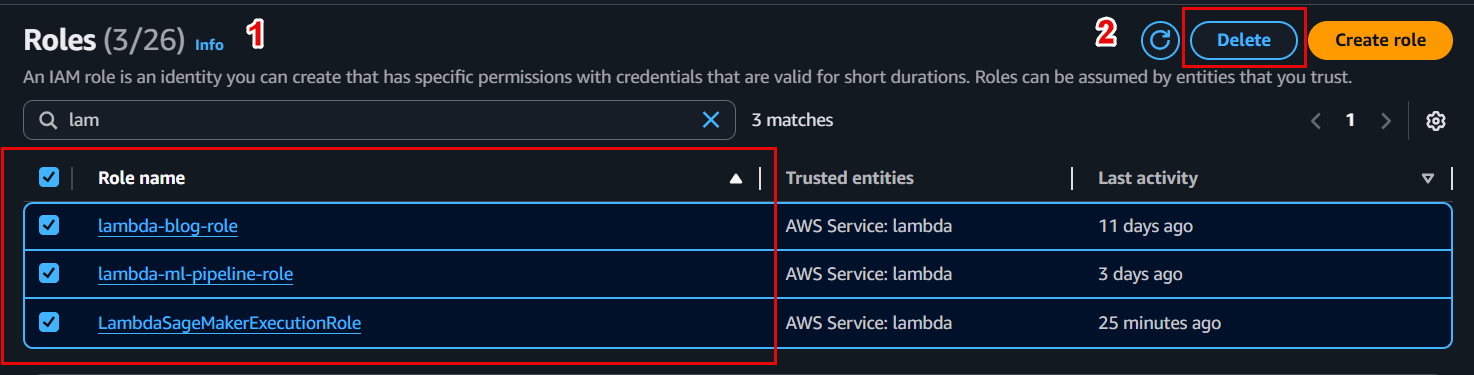 Roles (3/26) Info 1 2 Delete Create role
An IAM role is an identity you can create that has specific permissions with credentials that are valid for short durations. Roles can be assumed by entities that you trust.
lam 3 matches 1
Role name Trusted entities Last activity
lambda-blog-role AWS Service: lambda 11 days ago
lambda-ml-pipeline-role AWS Service: lambda 3 days ago
LambdaSageMakerExecutionRole AWS Service: lambda 25 minutes ago